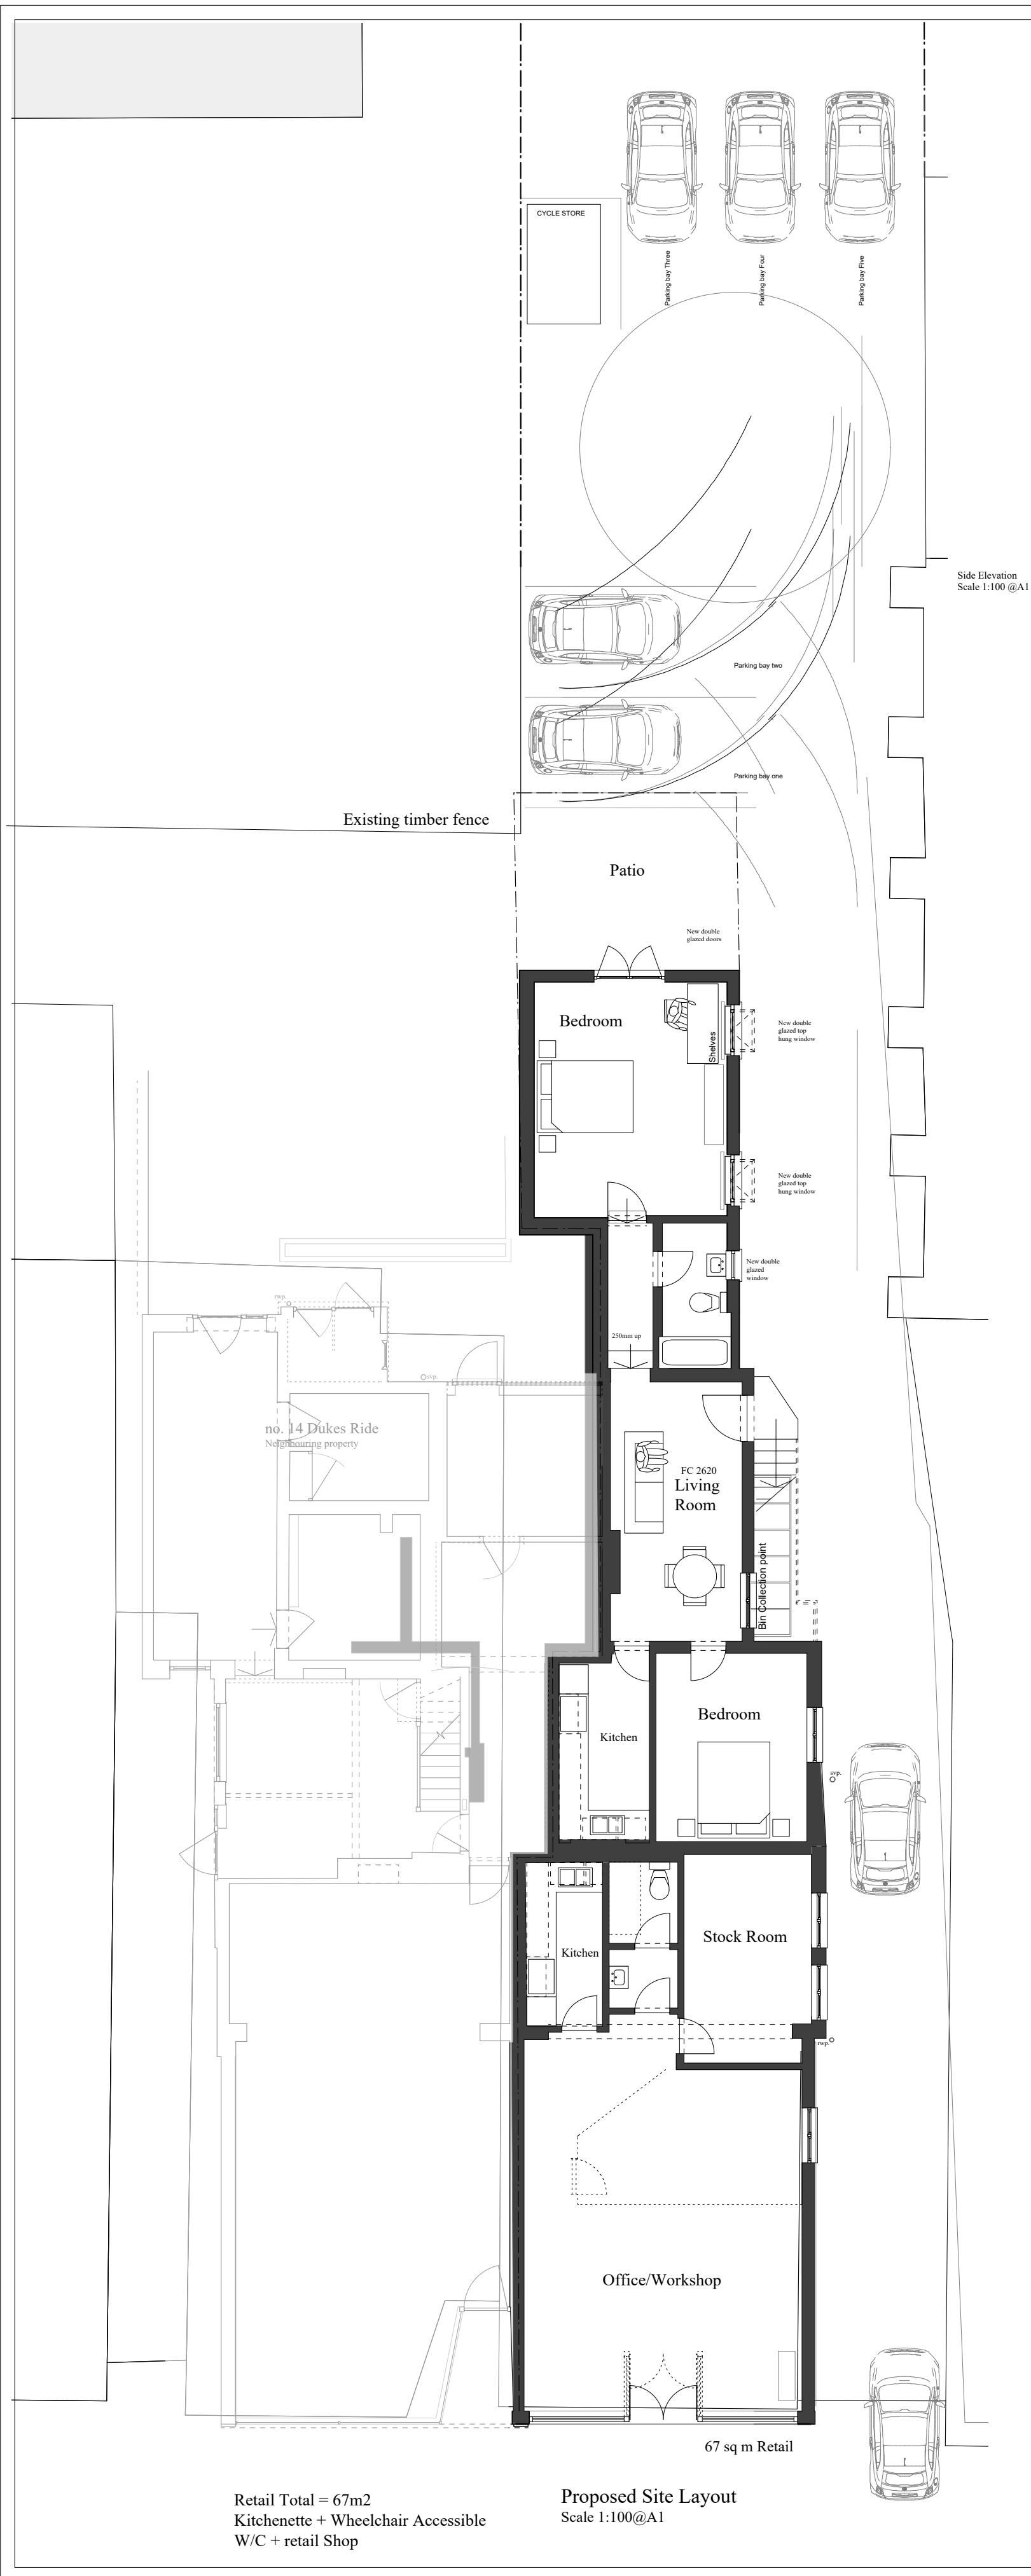 CYCLE STORE
Parking bay Three
Parking bay Four
Parking bay Five
Side Elevation
Scale 1:100 @A1
Parking bay two
Parking bay one
Existing timber fence
Patio
New double
glazed doors
Bedroom
Shelves
New double
glazed top
hung window
New double
glazed top
hung window
New double
glazed
window
rwp.
250mm up
svp.
no. 14 Dukes Ride
Neighbouring property
FC 2620
Living
Room
Bin Collection point
Bedroom
Kitchen
svp.
Stock Room
Kitchen
rwp.
Office/Workshop
67 sq m Retail
Retail Total = 67m2
Kitchenette + Wheelchair Accessible
W/C + retail Shop
Proposed Site Layout
Scale 1:100@A1